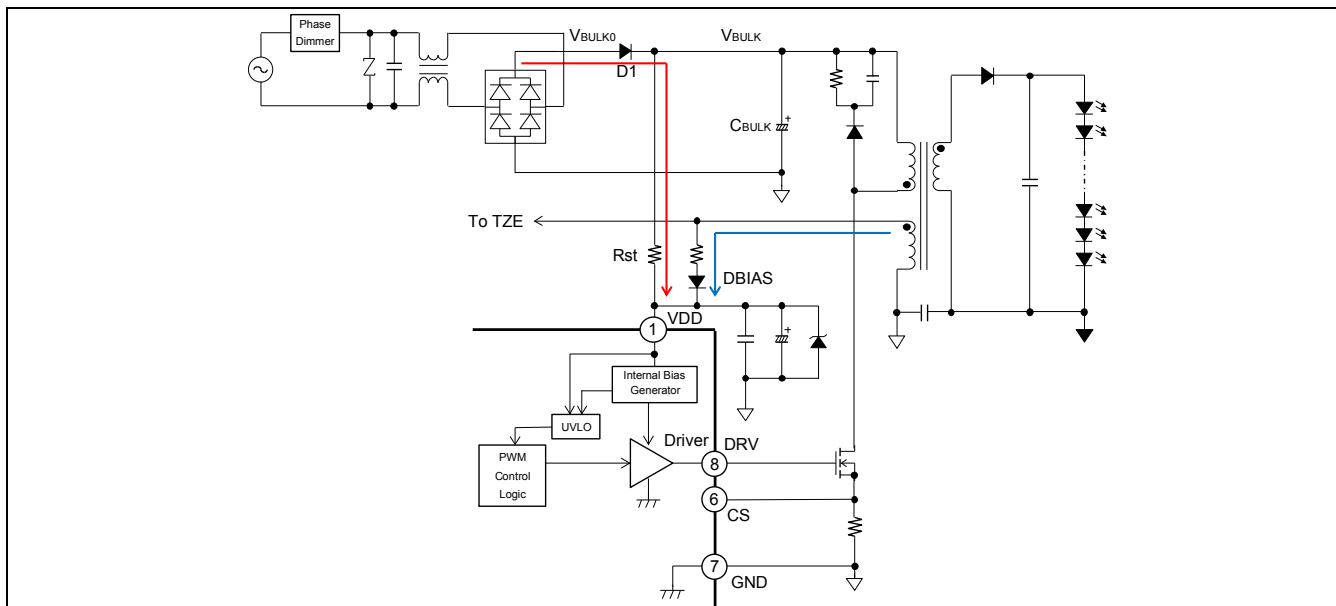 Phase
Dimmer
VBULK0
VBULK
D1
CBULK
+
To TZE
Rst
DBIAS
VDD
1
+
Internal Bias
Generator
UVLO
Driver
DRV
PWM
Control
Logic
8
6
CS
7
GND